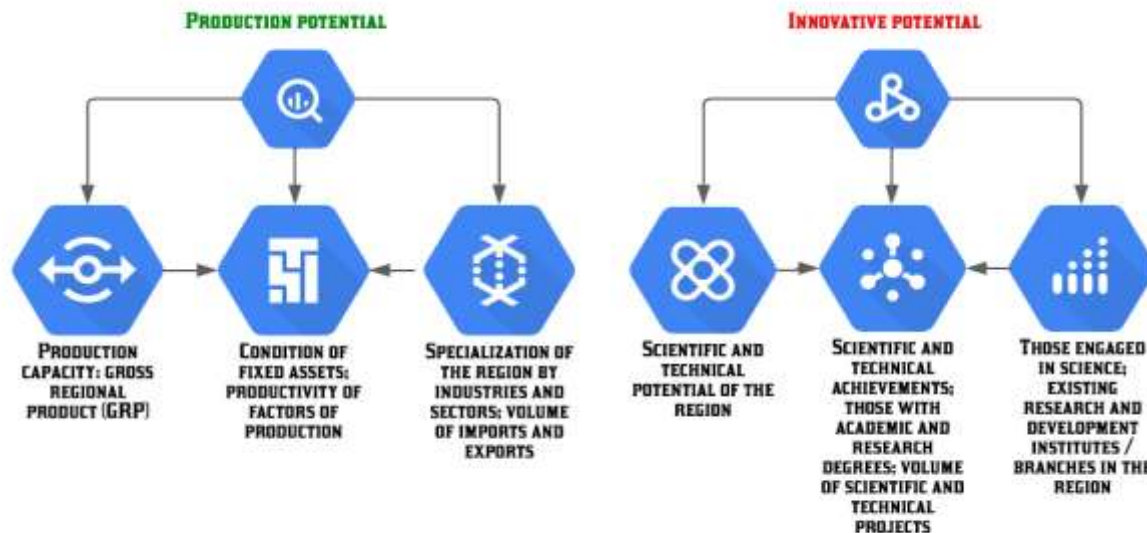 Production potential
Innovative potential
Production
capacity: gross
regional
product (GRP)
Condition of
fixed assets;
productivity of
factors of
production
Specialization of
the region by
industries and
sectors; volume
of imports and
exports
Scientific and
technical
potential of the
region
Scientific and
technical
achievements;
those with
academic and
research
degrees; volume
of scientific and
technical
projects
Those engaged
in science;
existing
research and
development
institutes /
branches in the
region